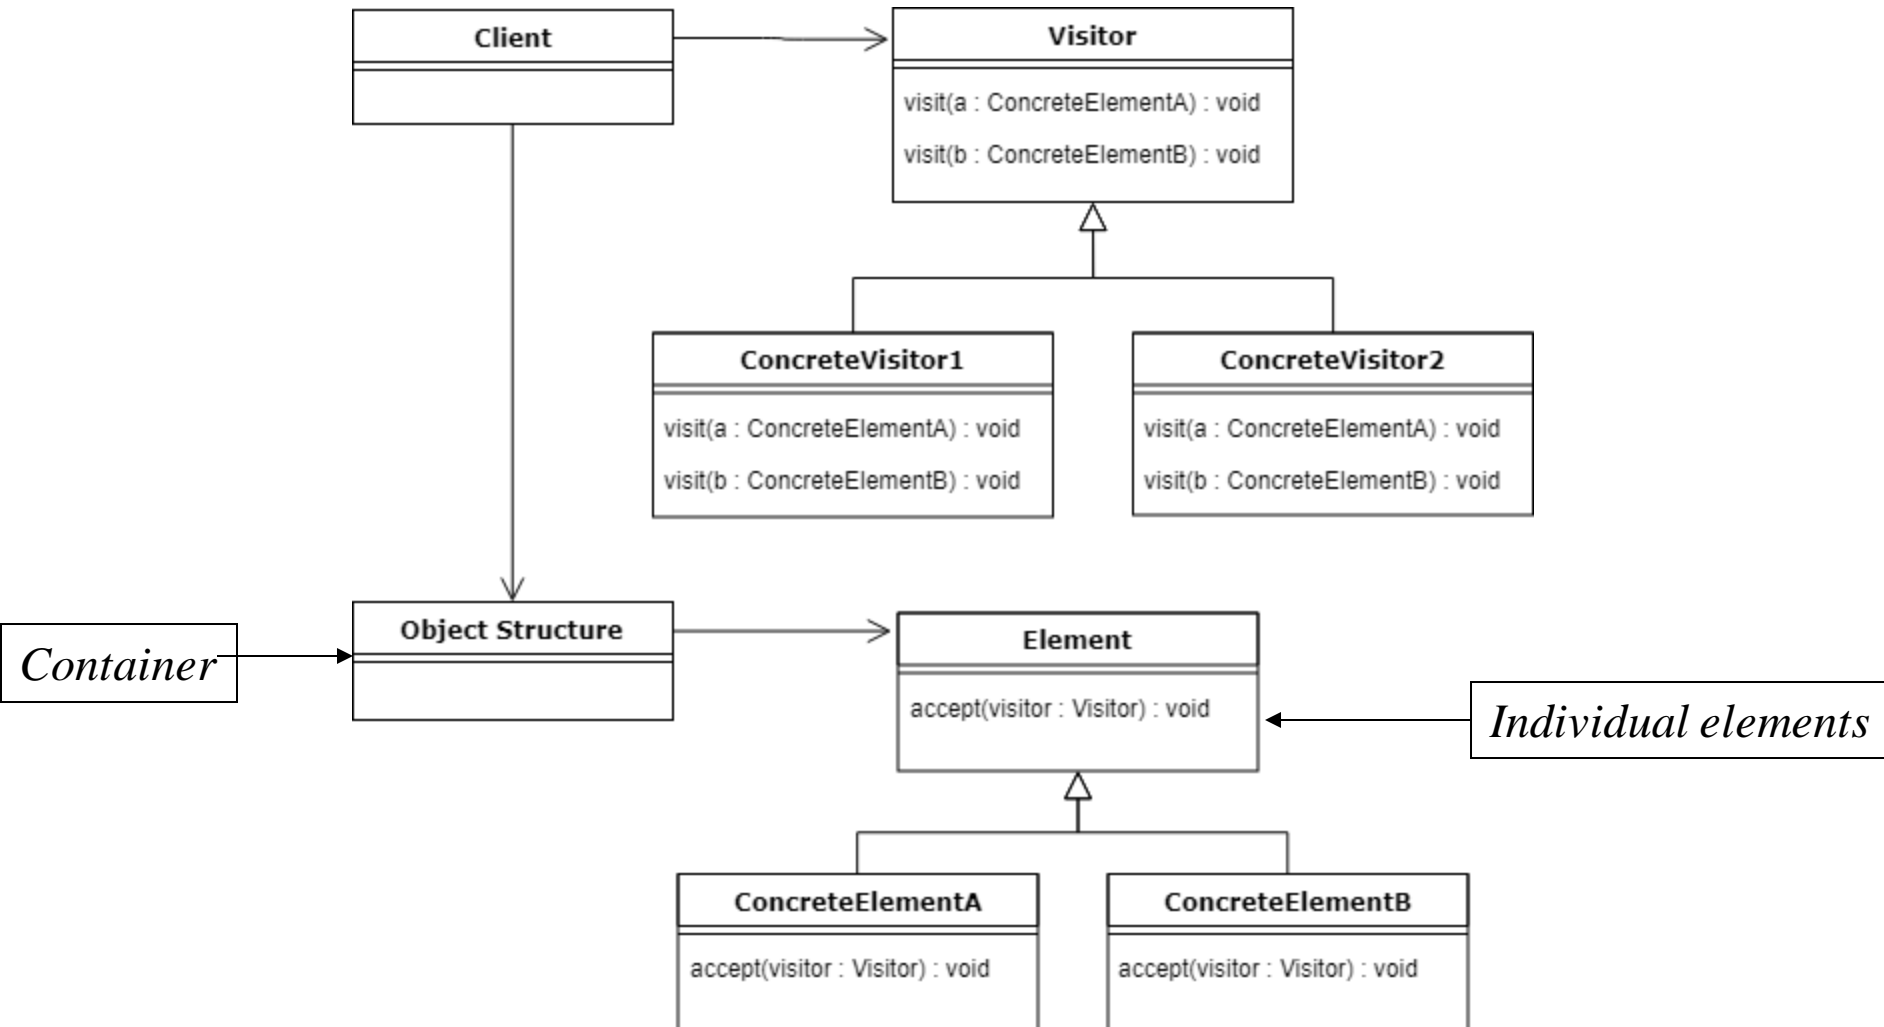 Client
Visitor
visit(a : ConcreteElementA) : void
visit(b : ConcreteElementB) : void
ConcreteVisitor1
visit(a : ConcreteElementA) : void
visit(b : ConcreteElementB) : void
ConcreteVisitor2
visit(a : ConcreteElementA) : void
visit(b : ConcreteElementB) : void
Container
Object Structure
Element
accept(visitor : Visitor) : void
Individual elements
ConcreteElementA
accept(visitor : Visitor) : void
ConcreteElementB
accept(visitor : Visitor) : void